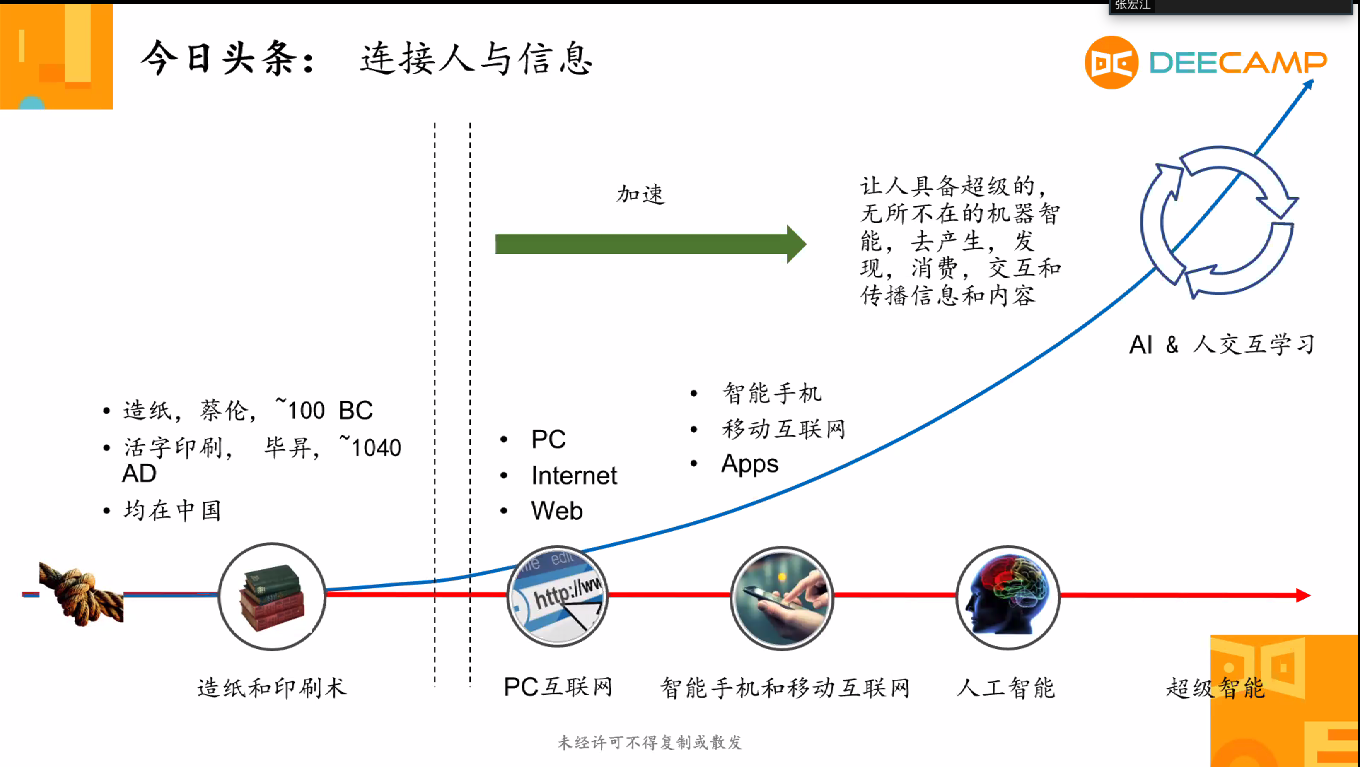 张宏江
今日头条： 连接人与信息
DEECAMP
加速
让人具备超级的，
无所不在的机器智
能，去产生，发
现，消费，交互和
传播信息和内容
AI & 人交互学习
• 造纸，蔡伦，~100 BC
• 活字印刷， 毕昇，~1040
AD
• 均在中国
• PC
• Internet
• Web
• 智能手机
• 移动互联网
• Apps
file edit
http://ww
造纸和印刷术
PC互联网
智能手机和移动互联网
人工智能
超级智能
未经许可不得复制或散发